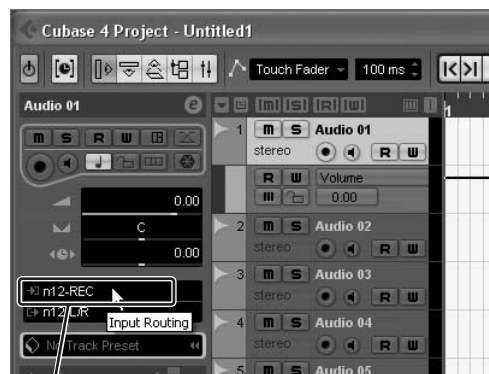 Cubase 4 Project - Untitled1
Touch Fader
100 ms
Audio 01
e
m S R W
0.00
C
0.00
n12-REC
n12-L/R
Input Routing
No Track Preset
m S R W
1
1 m S Audio 01
stereo R W
R W Volume
0.00
2 m S Audio 02
stereo R W
3 m S Audio 03
stereo R W
4 m S Audio 04
stereo R W
5 m S Audio 05